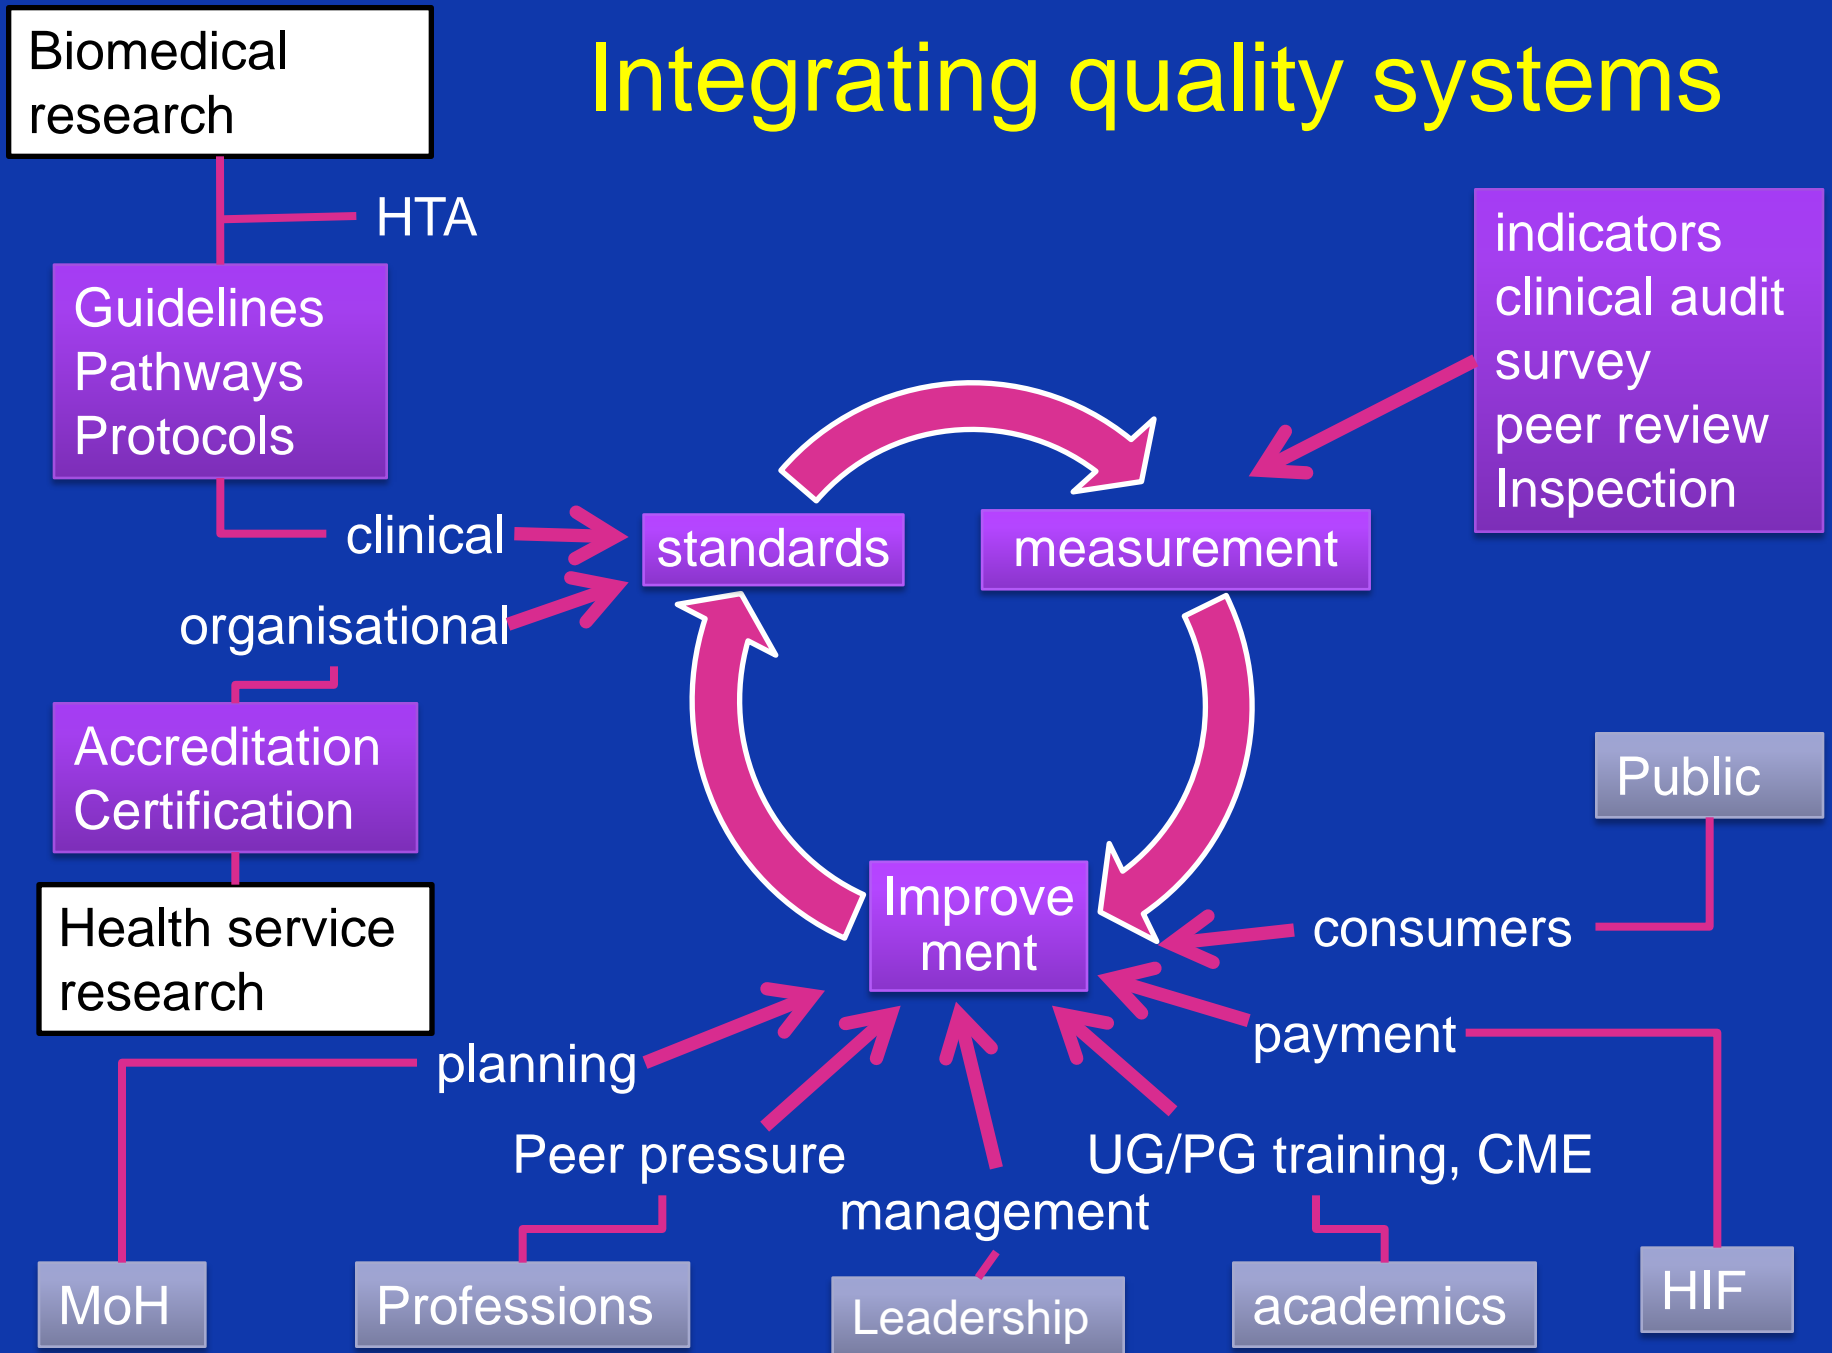 Biomedical
research
Integrating quality systems
HTA
Guidelines
Pathways
Protocols
indicators
clinical audit
survey
peer review
Inspection
clinical
standards
measurement
organisational
Accreditation
Certification
Public
Health service
research
Improve
ment
consumers
planning
payment
Peer pressure
UG/PG training, CME
management
MoH
Professions
Leadership
academics
HIF